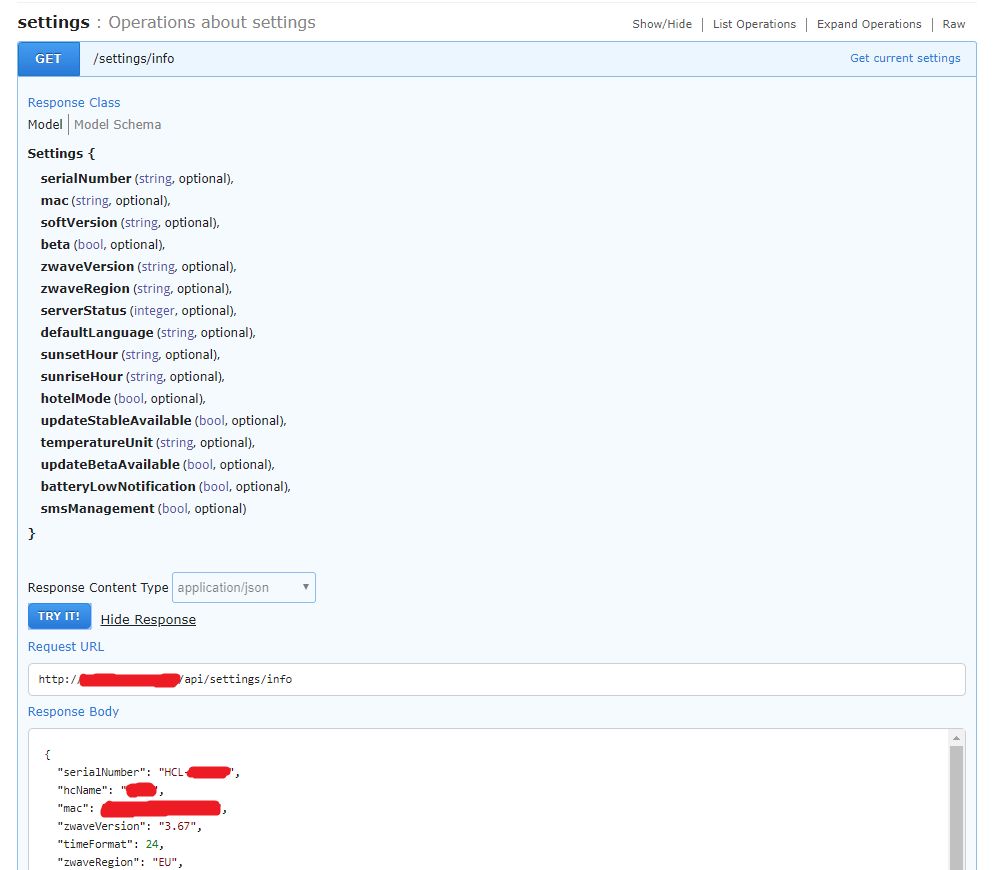 settings : Operations about settings
Show/Hide | List Operations | Expand Operations | Raw
GET /settings/info Get current settings
Response Class
Model | Model Schema
Settings {
serialNumber (string, optional),
mac (string, optional),
softVersion (string, optional),
beta (bool, optional),
zwaveVersion (string, optional),
zwaveRegion (string, optional),
serverStatus (integer, optional),
defaultLanguage (string, optional),
sunsetHour (string, optional),
sunriseHour (string, optional),
hotelMode (bool, optional),
updateStableAvailable (bool, optional),
temperatureUnit (string, optional),
updateBetaAvailable (bool, optional),
batteryLowNotification (bool, optional),
smsManagement (bool, optional)
}
Response Content Type application/json
TRY IT! Hide Response
Request URL
http:/ /api/settings/info
Response Body
{
"serialNumber": "HCL- ",
"hcName": " ",
"mac": ,
"zwaveVersion": "3.67",
"timeFormat": 24,
"zwaveRegion": "EU",